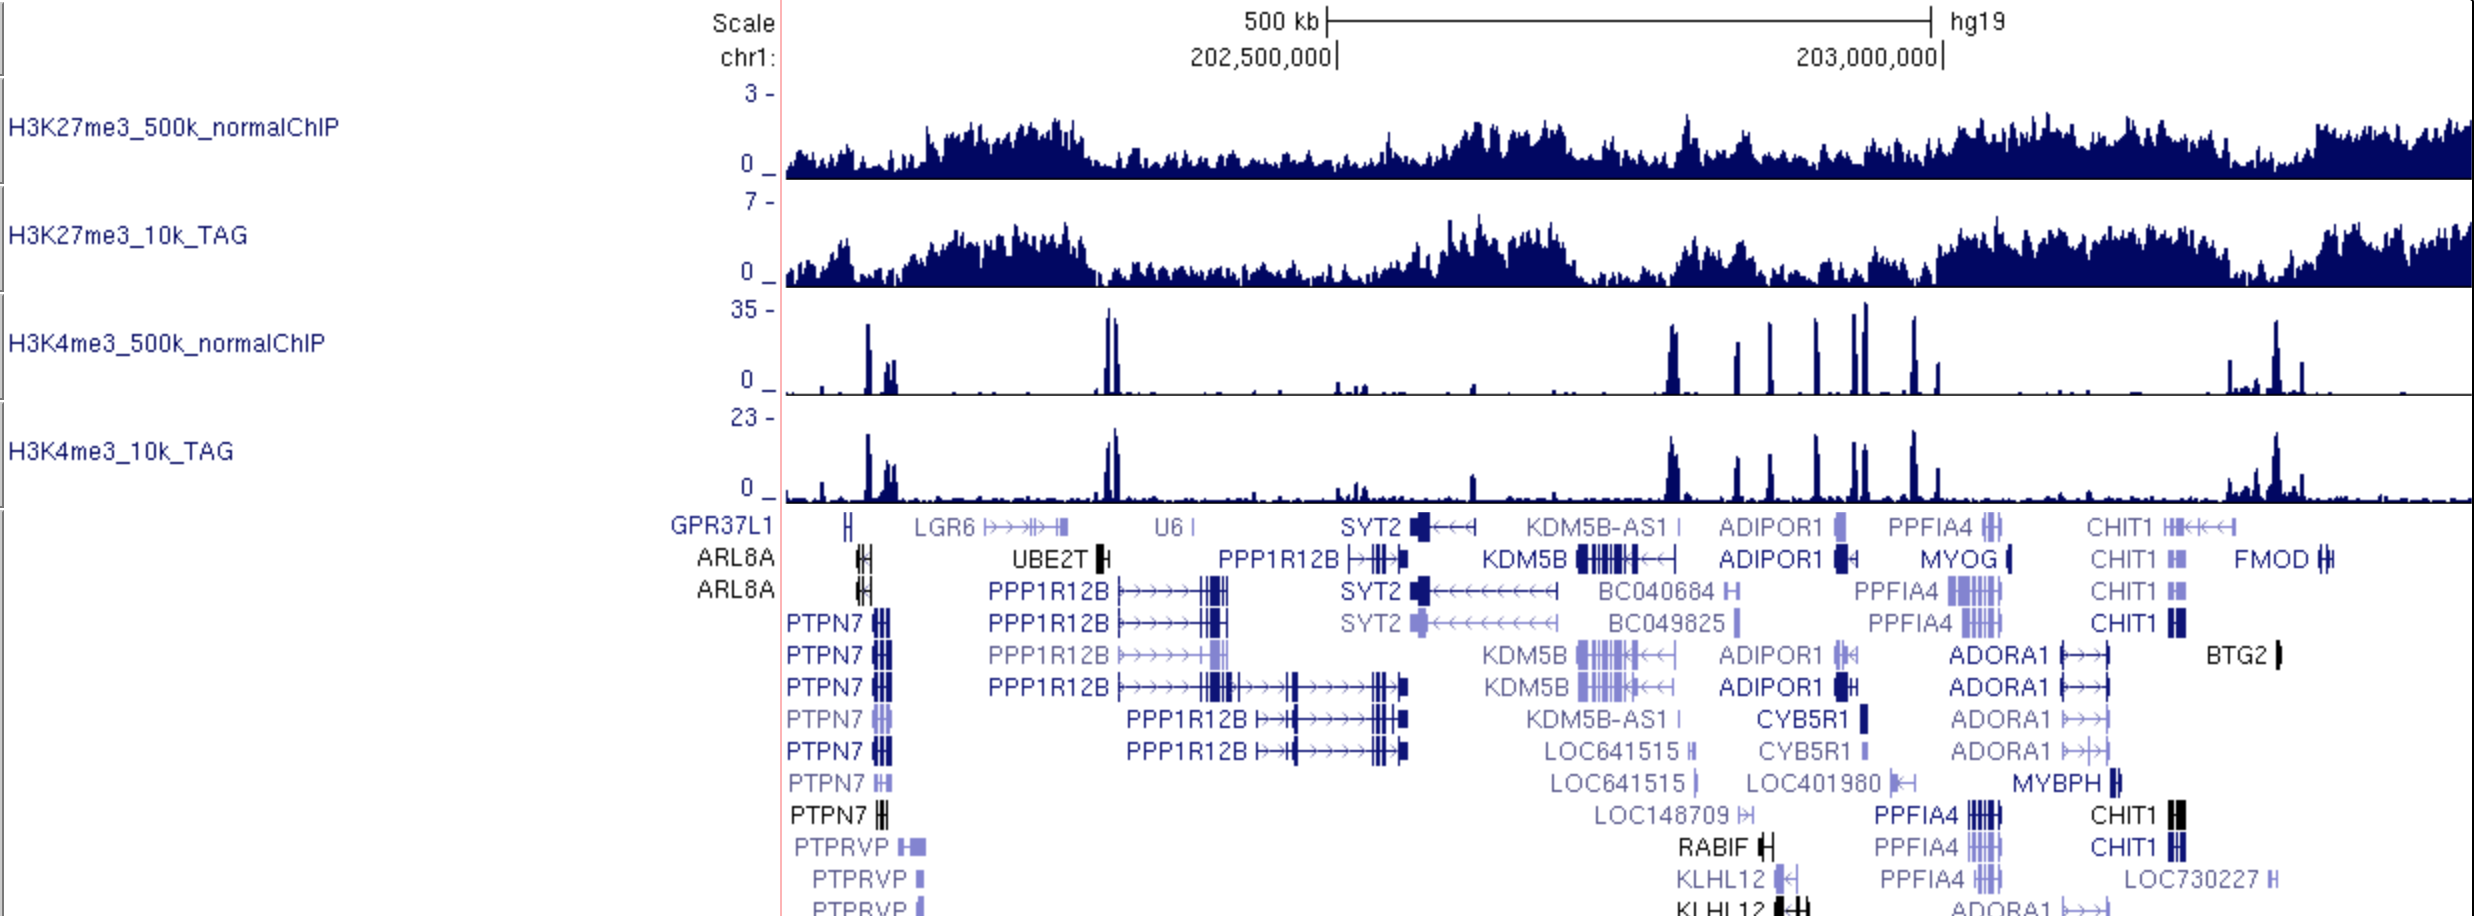 Scale 500 kb hg19
chr1: 202,500,000 203,000,000
3 -
H3K27me3_500k_normalChIP
0 _
7 -
H3K27me3_10k_TAG
0 _
35 -
H3K4me3_500k_normalChIP
0 _
23 -
H3K4me3_10k_TAG
0 _
GPR37L1 LGR6 U6 SYT2 KDM5B-AS1 ADIPOR1 PPFIA4 CHIT1
ARL8A UBE2T PPP1R12B KDM5B ADIPOR1 MYOG CHIT1 FMOD
ARL8A PPP1R12B SYT2 BC040684 PPFIA4 CHIT1
PTPN7 PPP1R12B SYT2 BC049825 PPFIA4 CHIT1
PTPN7 PPP1R12B KDM5B ADIPOR1 ADORA1 BTG2
PTPN7 PPP1R12B KDM5B ADIPOR1 ADORA1
PTPN7 PPP1R12B KDM5B-AS1 CYB5R1 ADORA1
PTPN7 PPP1R12B LOC641515 CYB5R1 ADORA1
PTPN7 LOC641515 LOC401980 MYBPH
PTPN7 LOC148709 PPFIA4 CHIT1
PTPRVP RABIF PPFIA4 CHIT1
PTPRVP KLHL12 PPFIA4 LOC730227
PTPRVP KLHL12 ADORA1